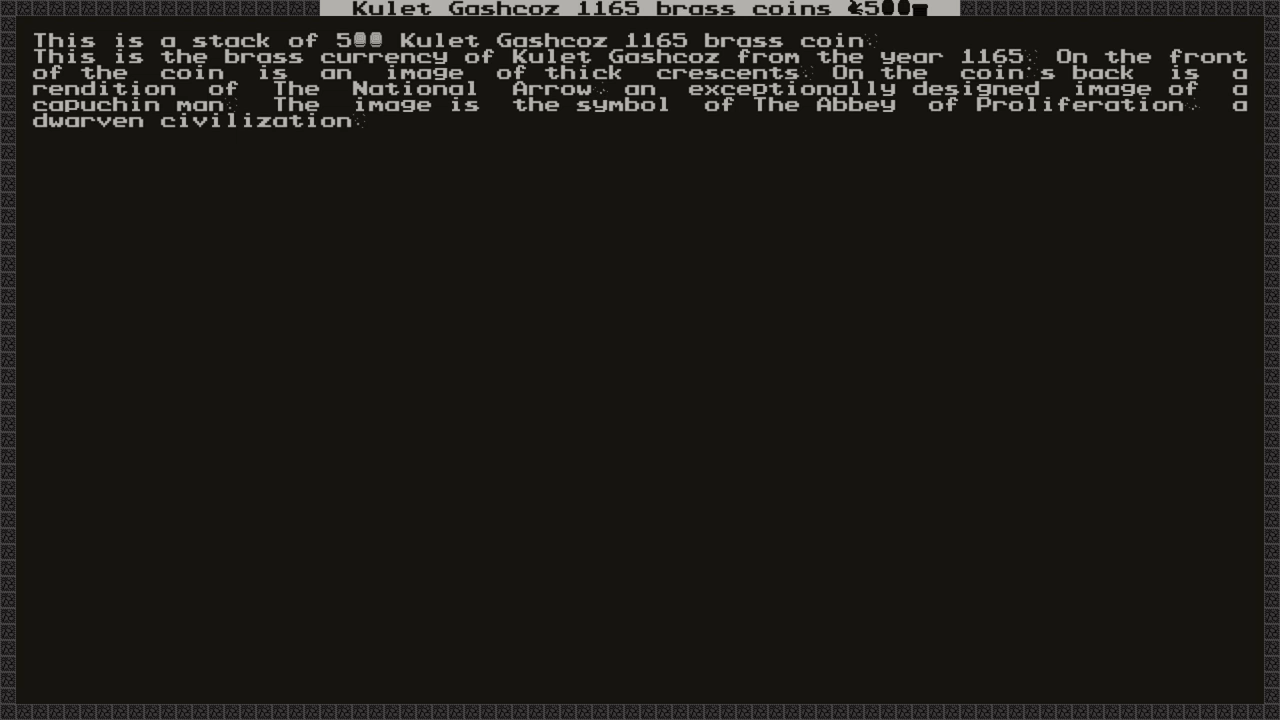 Kulet Gashcoz 1165 brass coins [500]
This is a stack of 500 Kulet Gashcoz 1165 brass coin.
This is the brass currency of Kulet Gashcoz from the year 1165. On the front
of the coin is an image of thick crescents. On the coin's back is a
rendition of The National Arrow, an exceptionally designed image of a
capuchin man. The image is the symbol of The Abbey of Proliferation, a
dwarven civilization.